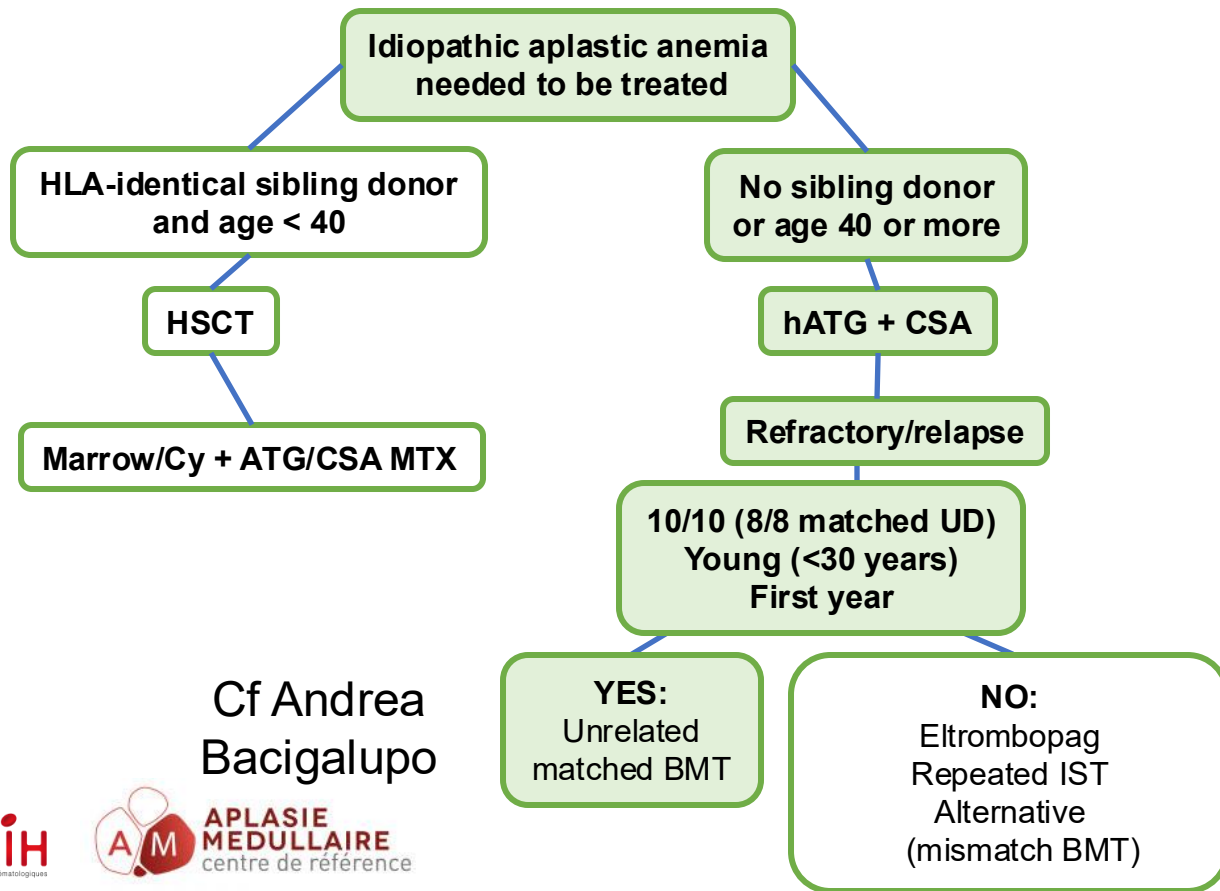 Idiopathic aplastic anemia
needed to be treated
HLA-identical sibling donor
and age < 40
No sibling donor
or age 40 or more
HSCT
hATG + CSA
Marrow/Cy + ATG/CSA MTX
Refractory/relapse
10/10 (8/8 matched UD)
Young (<30 years)
First year
YES:
Unrelated
matched BMT
NO:
Eltrombopag
Repeated IST
Alternative
(mismatch BMT)
Cf Andrea
Bacigalupo
iH
ématologiques
A M
APLASIE
MEDULLAIRE
centre de référence